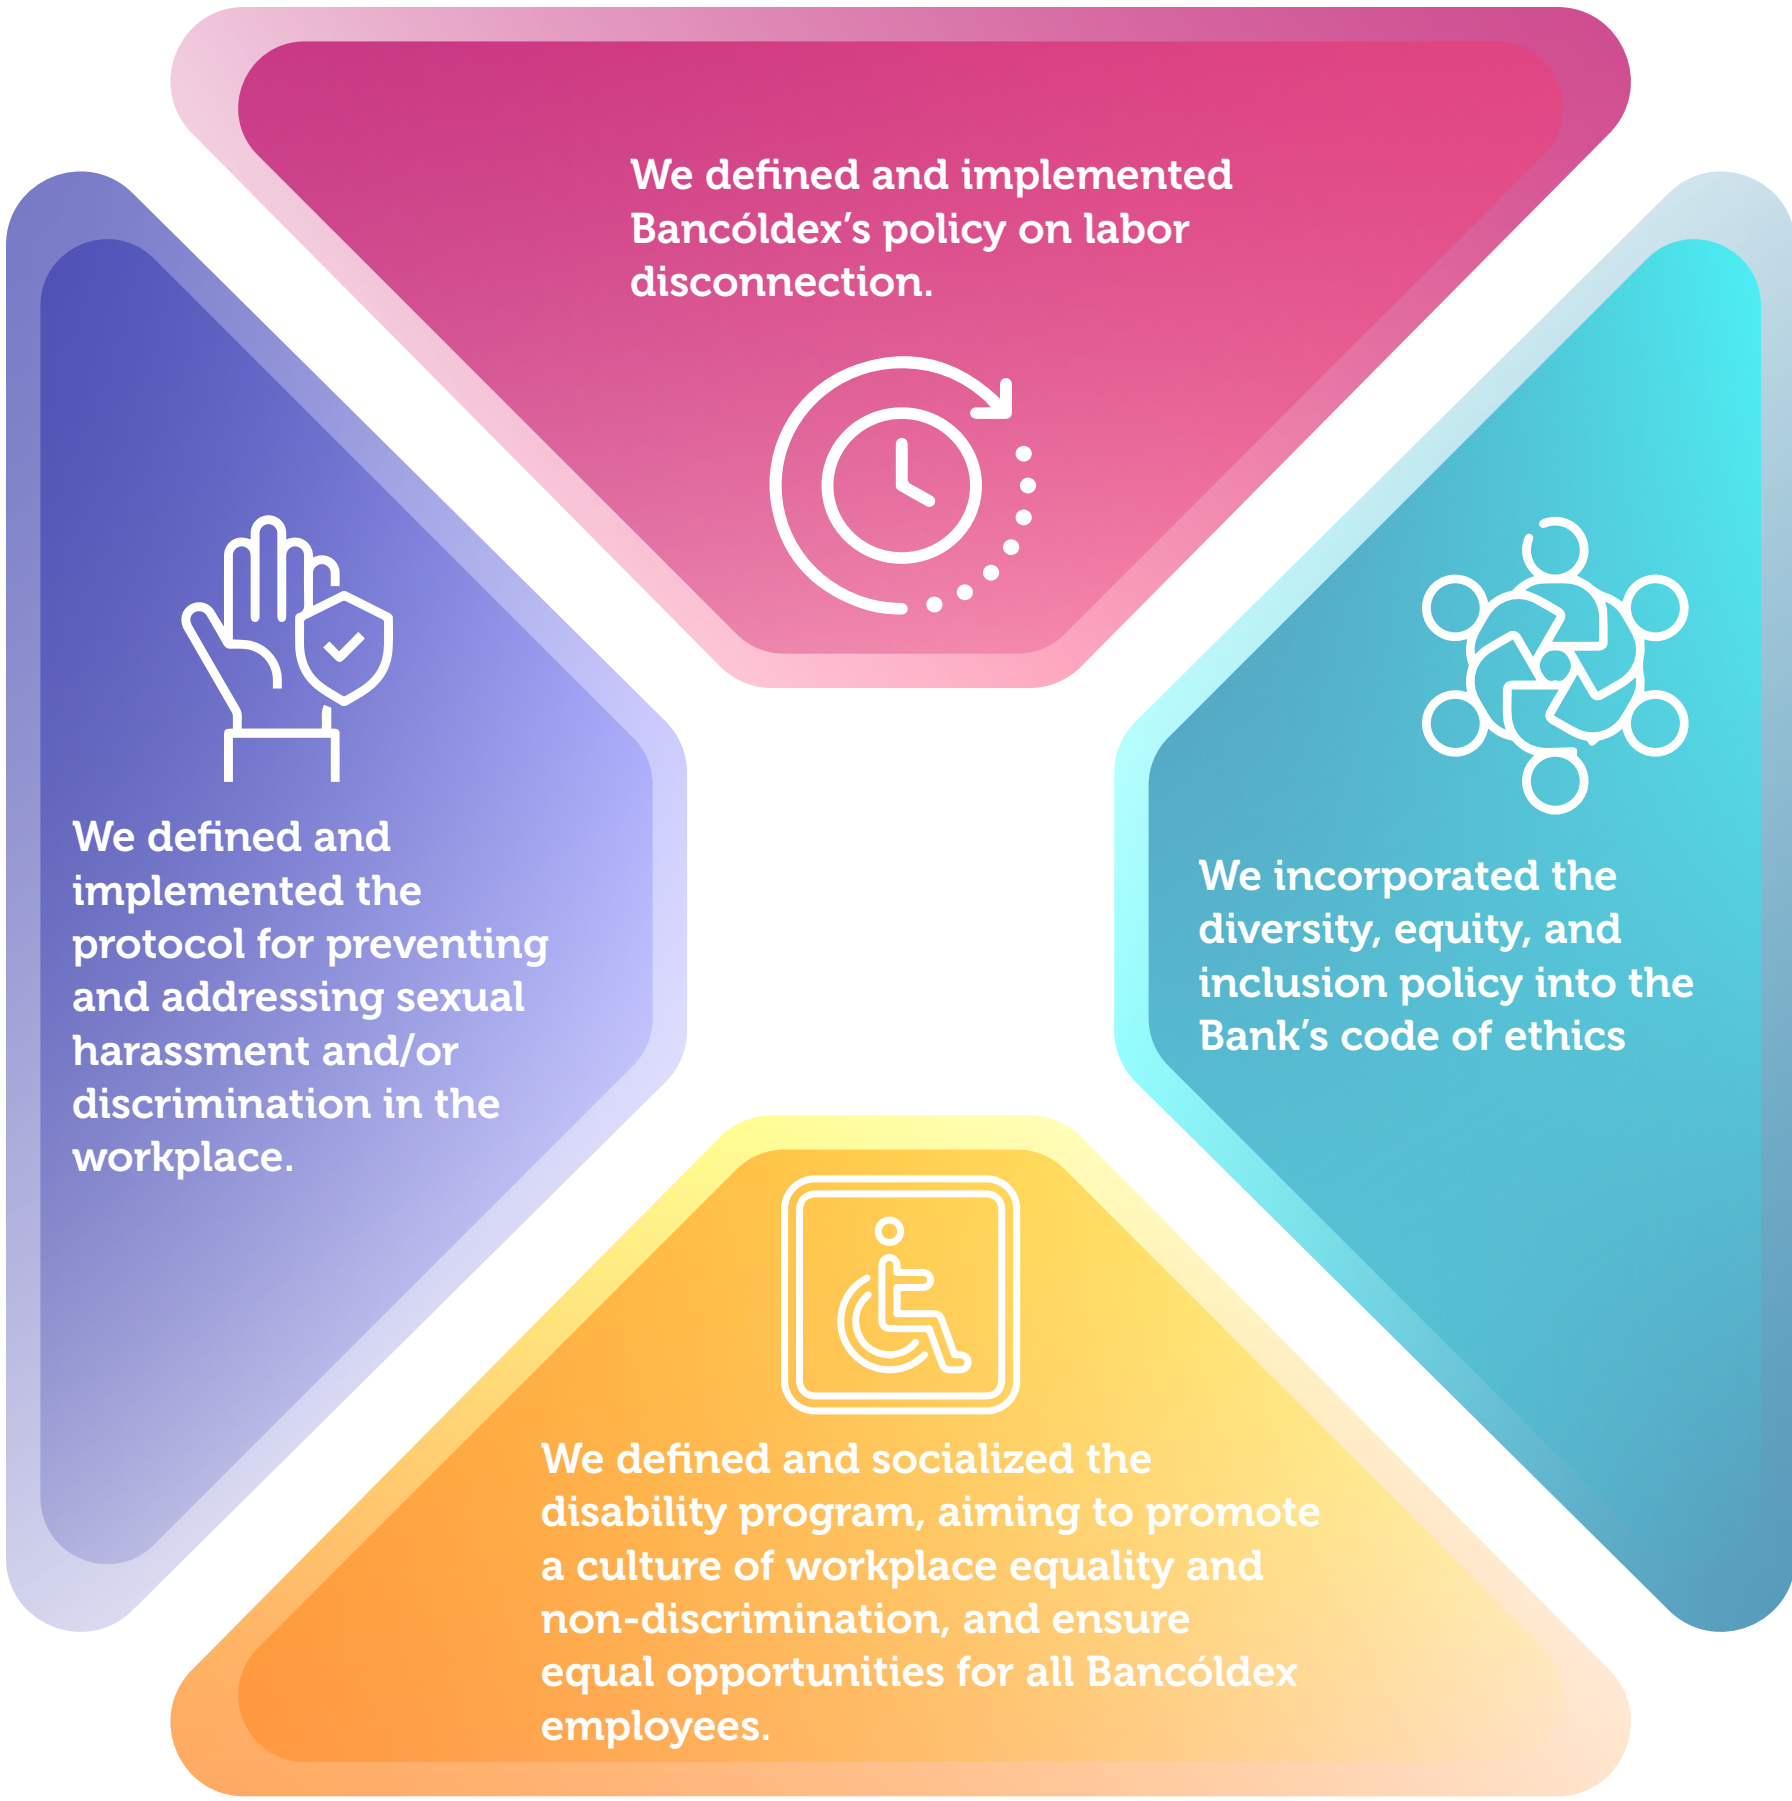 We defined and implemented
Bancóldex’s policy on labor
disconnection.
We defined and
implemented the
protocol for preventing
and addressing sexual
harassment and/or
discrimination in the
workplace.
We incorporated the
diversity, equity, and
inclusion policy into the
Bank’s code of ethics
We defined and socialized the
disability program, aiming to promote
a culture of workplace equality and
non-discrimination, and ensure
equal opportunities for all Bancóldex
employees.